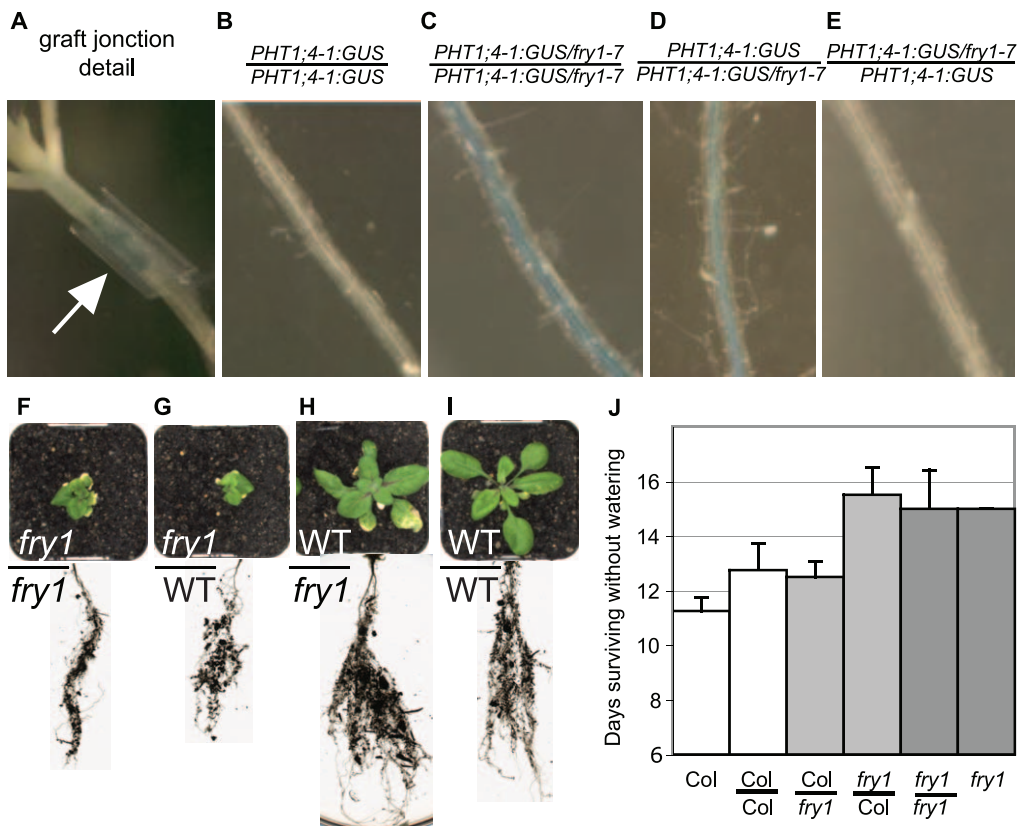 A
graft jonction
detail
B
PHT1;4-1:GUS
PHT1;4-1:GUS
C
PHT1;4-1:GUS/fry1-7
PHT1;4-1:GUS/fry1-7
D
PHT1;4-1:GUS
PHT1;4-1:GUS/fry1-7
E
PHT1;4-1:GUS/fry1-7
PHT1;4-1:GUS
F
fry1
fry1
G
fry1
WT
H
WT
fry1
I
WT
WT
J
Days surviving without watering
16
15
14
13
12
11
10
6
Col
Col
Col
Col
fry1
fry1
Col
fry1
fry1
fry1